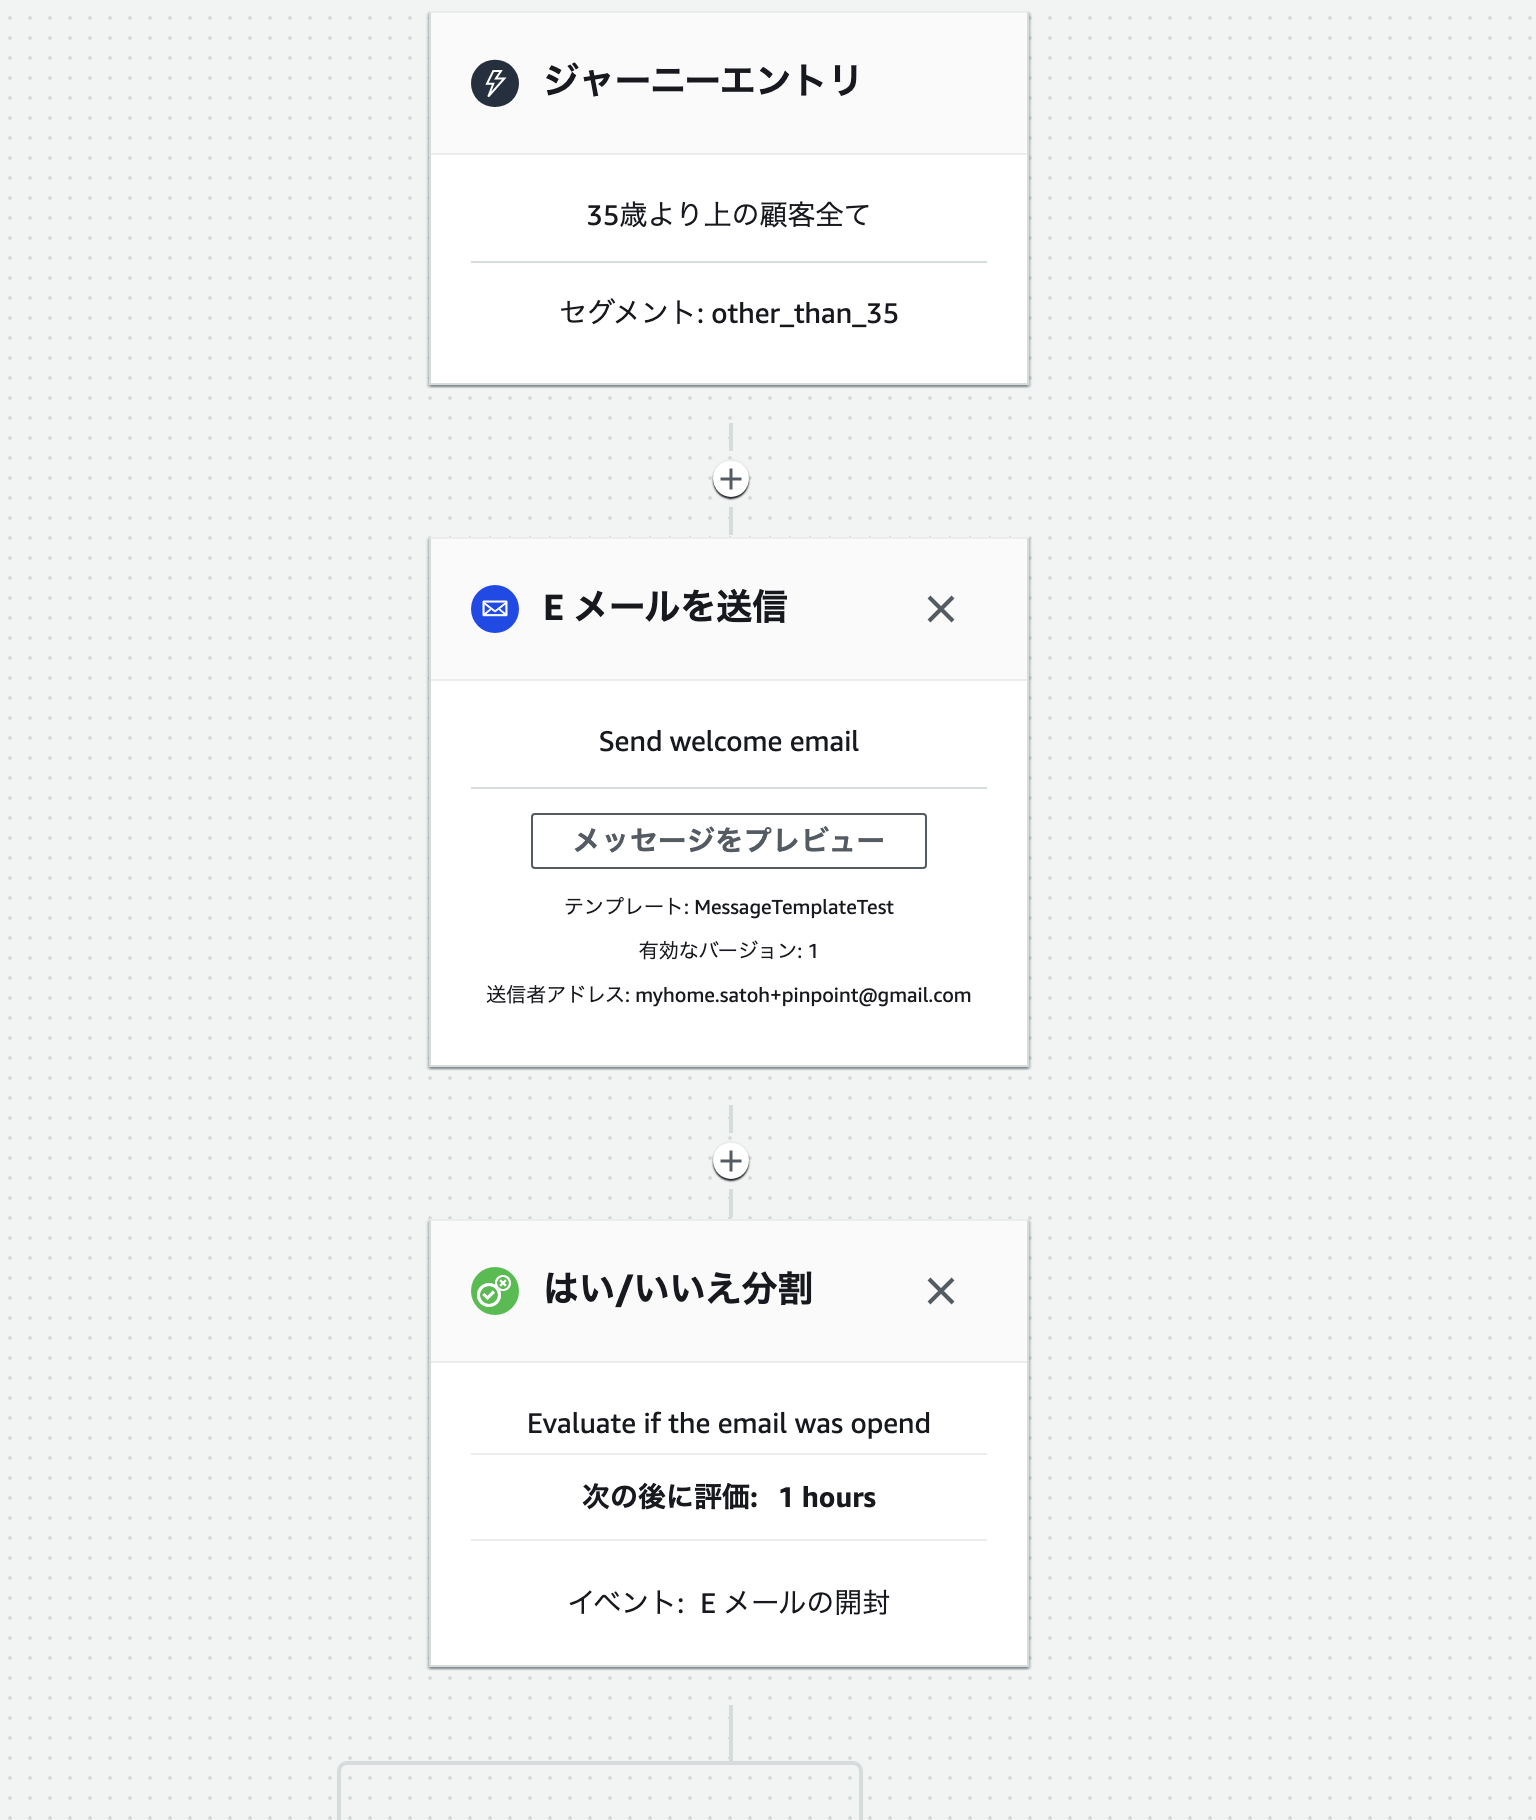 ジャーニーエントリ
35歳より上の顧客全て
セグメント: other_than_35
E メールを送信
Send welcome email
メッセージをプレビュー
テンプレート: MessageTemplateTest
有効なバージョン: 1
送信者アドレス: myhome.satoh+pinpoint@gmail.com
はい/いいえ分割
Evaluate if the email was opend
次の後に評価: 1 hours
イベント: E メールの開封